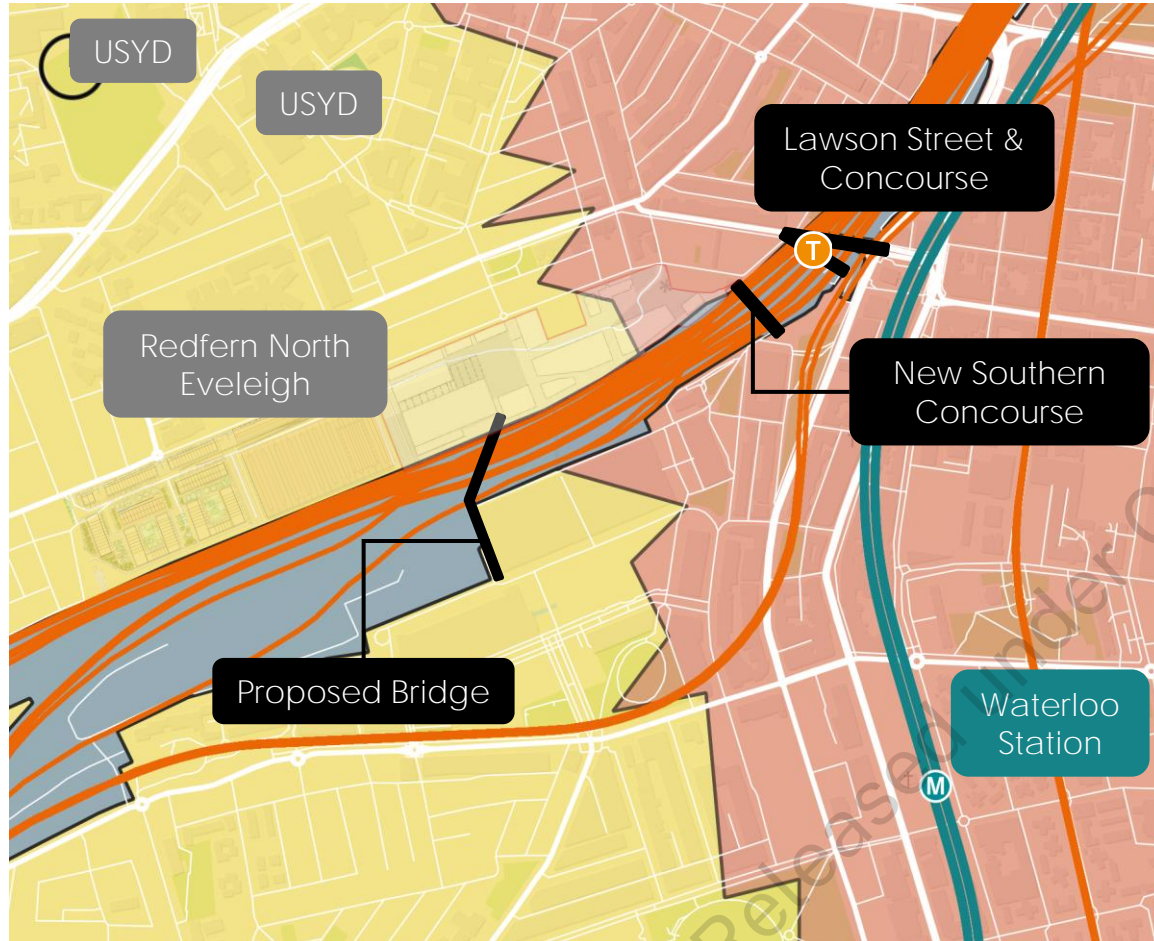 USYD
USYD
Lawson Street &
Concourse
T
Redfern North
Eveleigh
New Southern
Concourse
Proposed Bridge
Waterloo
Station
M
Released under